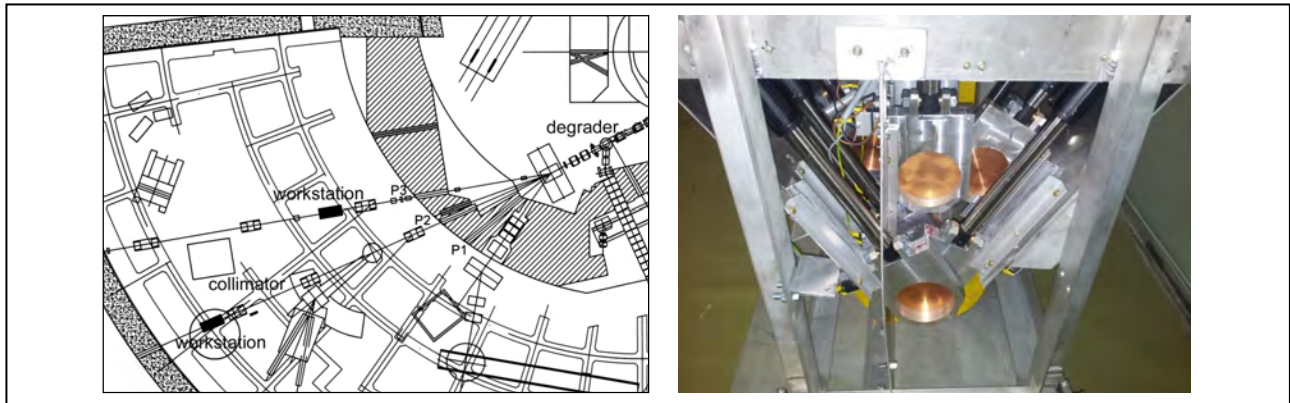 degrader
workstation
P3
P2
P1
collimator
workstation